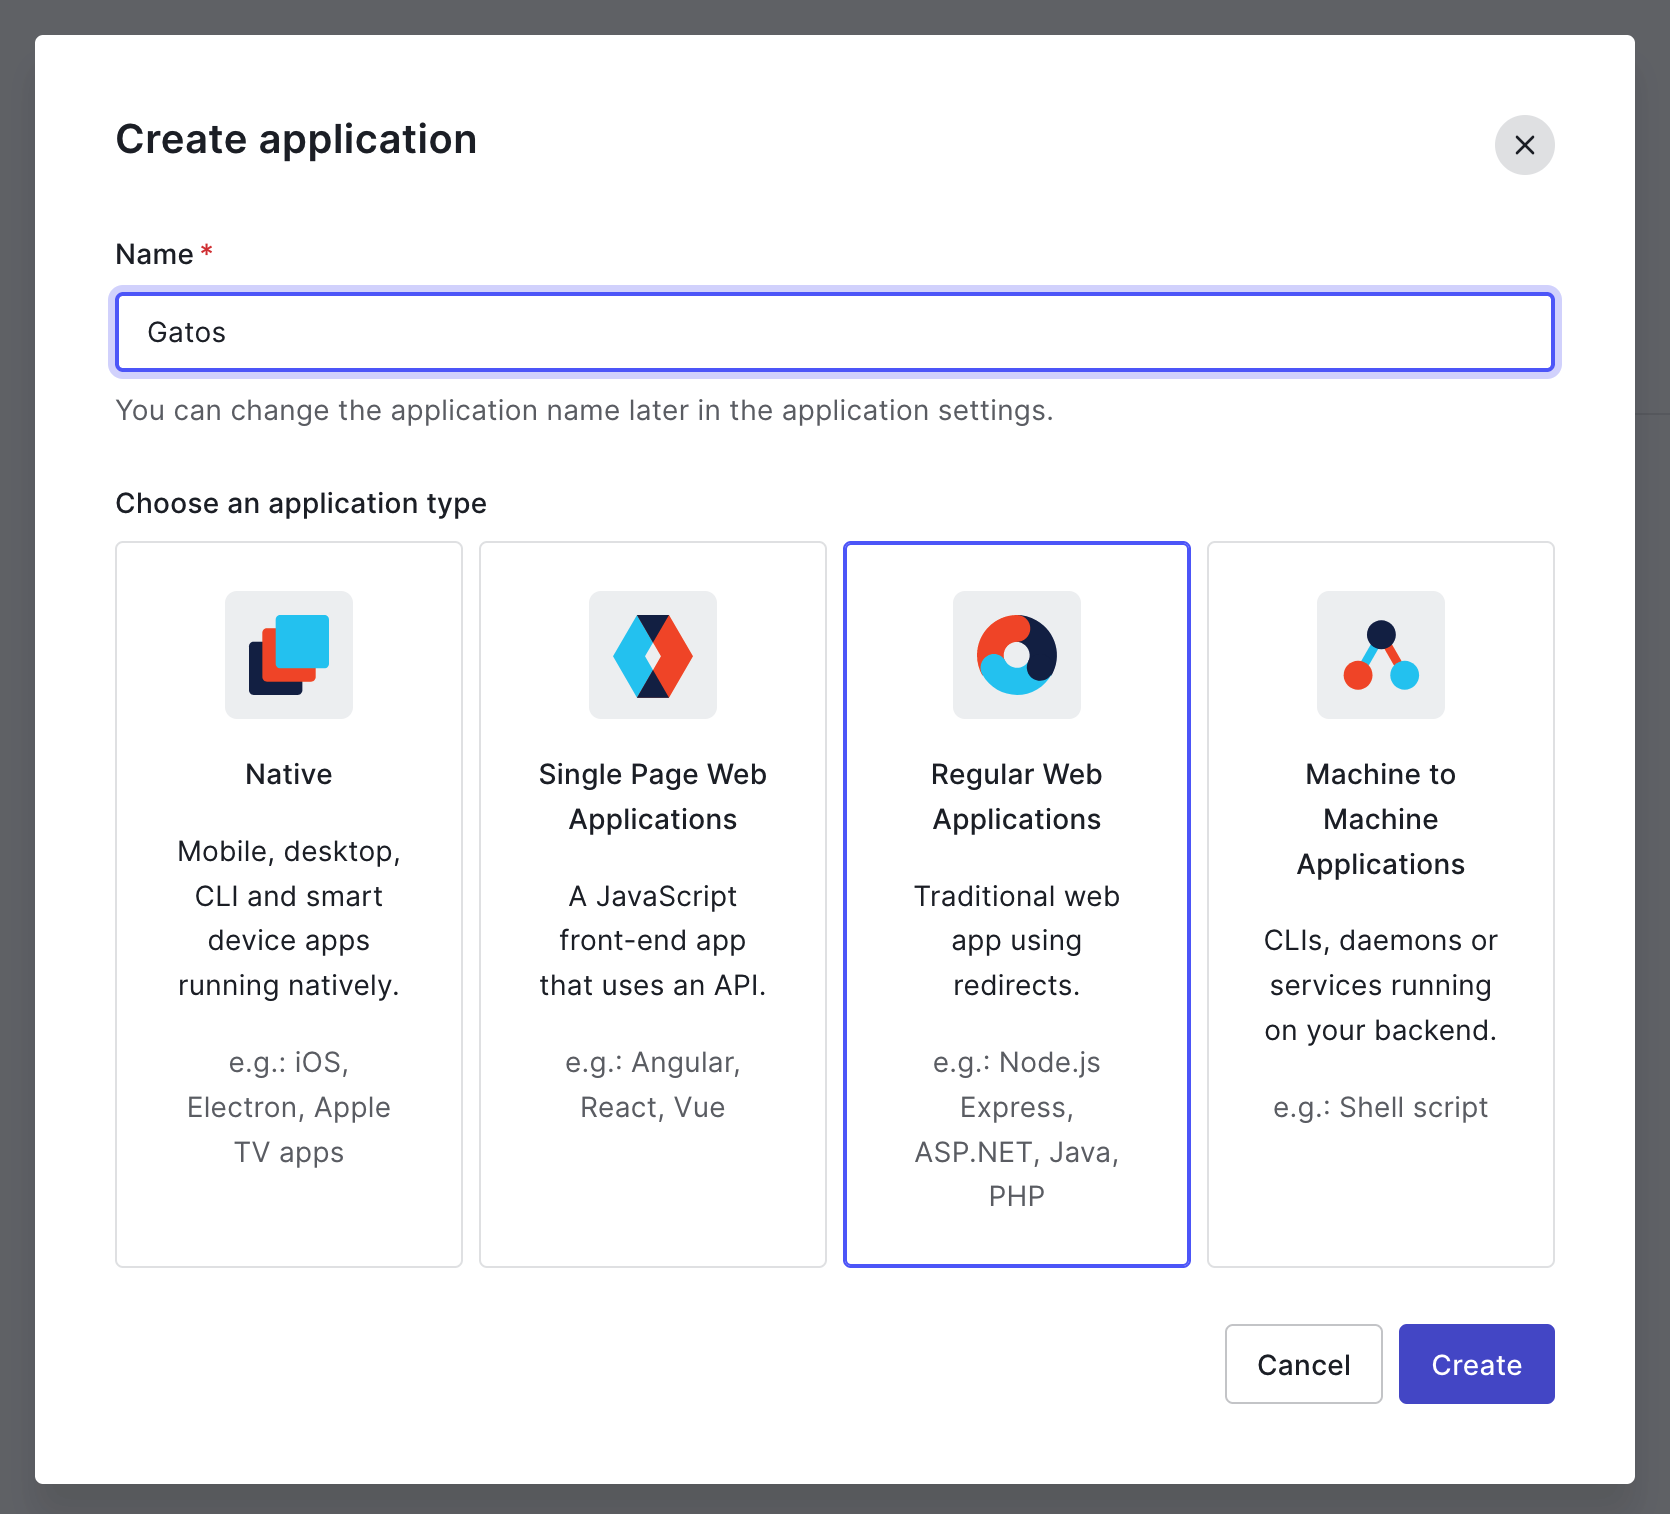 Create application
Name *
Gatos
You can change the application name later in the application settings.
Choose an application type
Native
Mobile, desktop,
CLI and smart
device apps
running natively.
e.g.: iOS,
Electron, Apple
TV apps
Single Page Web
Applications
A JavaScript
front-end app
that uses an API.
e.g.: Angular,
React, Vue
Regular Web
Applications
Traditional web
app using
redirects.
e.g.: Node.js
Express,
ASP.NET, Java,
PHP
Machine to
Machine
Applications
CLIs, daemons or
services running
on your backend.
e.g.: Shell script
Cancel
Create